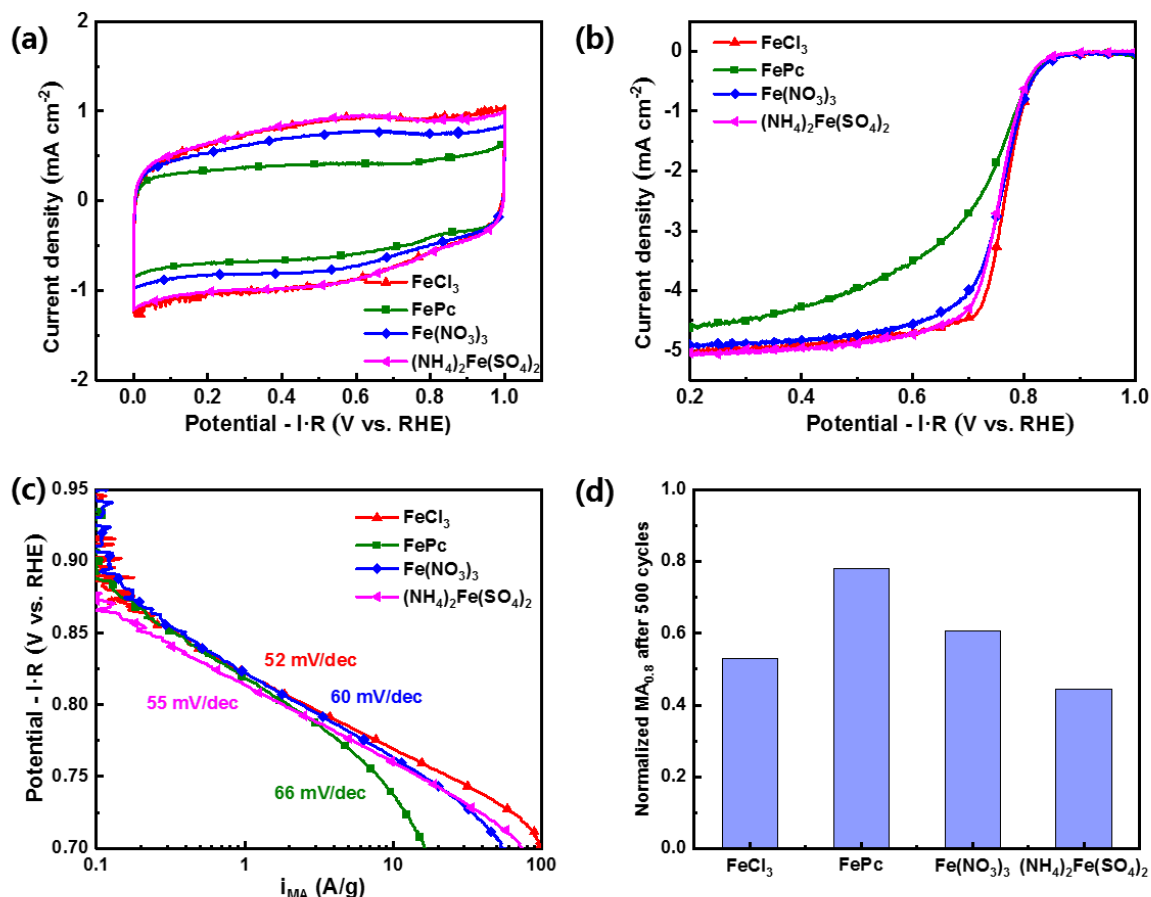 (a)
2
1
0
-1
-2
Current density (mA cm⁻²)
FeCl₃
FePc
Fe(NO₃)₃
(NH₄)₂Fe(SO₄)₂
0.0 0.2 0.4 0.6 0.8 1.0
Potential - I·R (V vs. RHE)
(b)
0
-1
-2
-3
-4
-5
-6
Current density (mA cm⁻²)
FeCl₃
FePc
Fe(NO₃)₃
(NH₄)₂Fe(SO₄)₂
0.2 0.4 0.6 0.8 1.0
Potential - I·R (V vs. RHE)
(c)
0.95
0.90
0.85
0.80
0.75
0.70
Potential - I·R (V vs. RHE)
FeCl₃
FePc
Fe(NO₃)₃
(NH₄)₂Fe(SO₄)₂
52 mV/dec
60 mV/dec
55 mV/dec
66 mV/dec
0.1 1 10 100
i_MA (A/g)
(d)
1.0
0.8
0.6
0.4
0.2
0.0
Normalized MA₀.₈ after 500 cycles
FeCl₃ FePc Fe(NO₃)₃ (NH₄)₂Fe(SO₄)₂